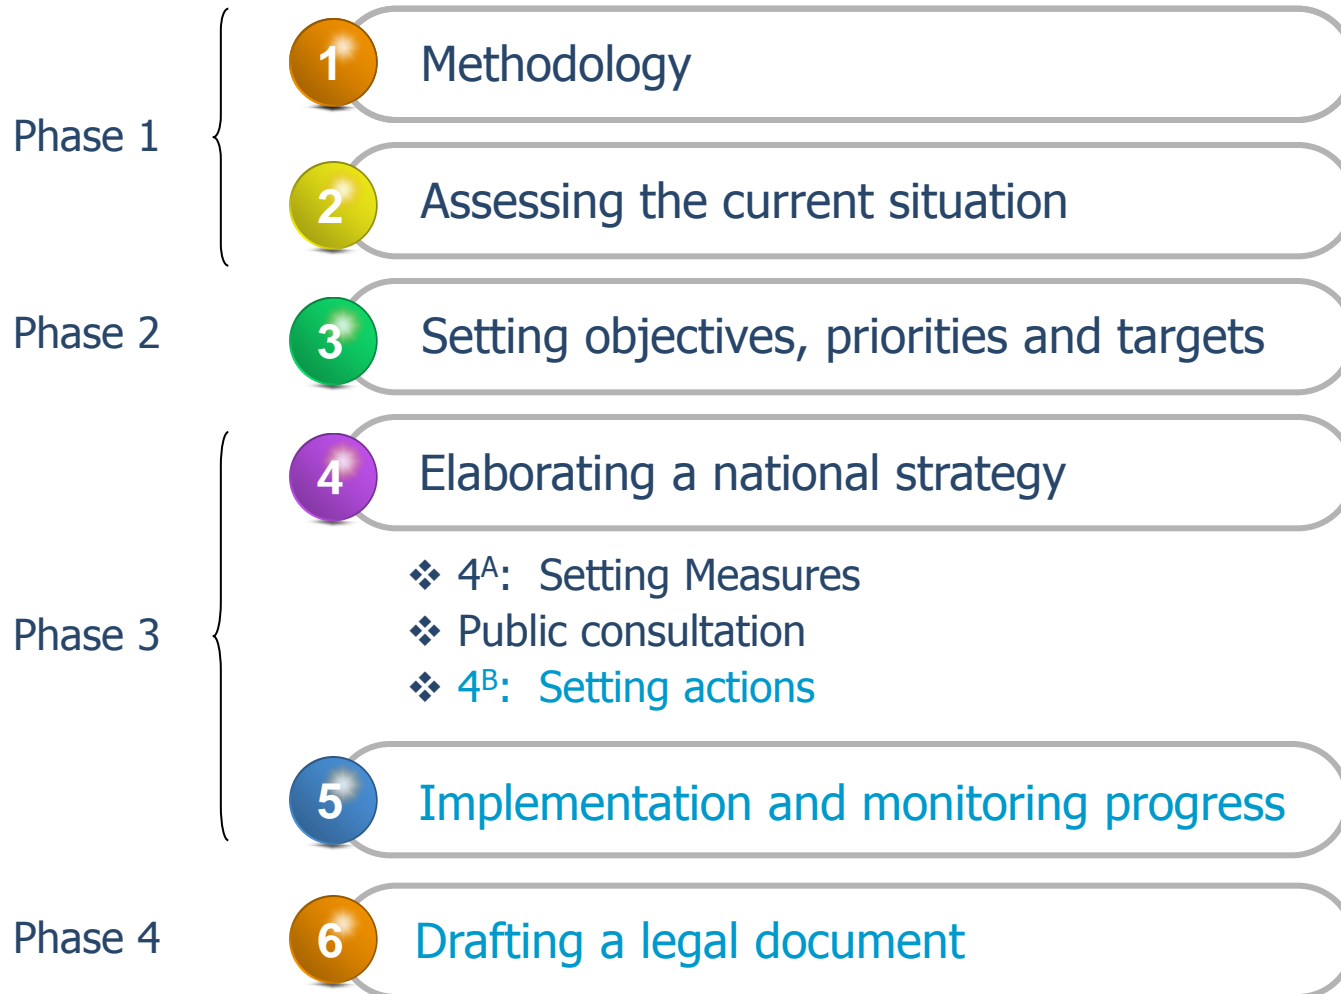 Phase 1
1 Methodology
2 Assessing the current situation
Phase 2
3 Setting objectives, priorities and targets
Phase 3
4 Elaborating a national strategy
❖ 4ᴬ: Setting Measures
❖ Public consultation
❖ 4ᴮ: Setting actions
5 Implementation and monitoring progress
Phase 4
6 Drafting a legal document